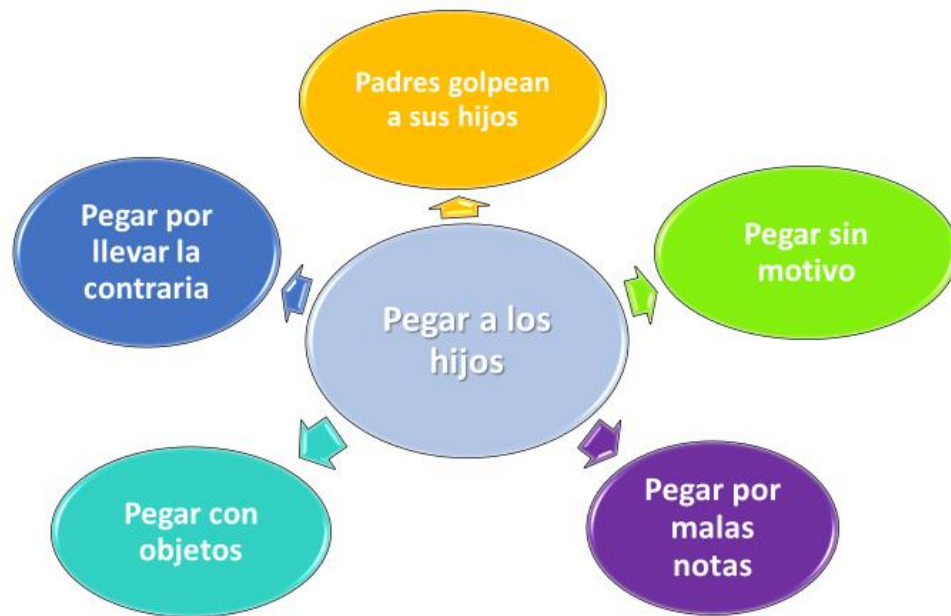 Padres golpean
a sus hijos
Pegar por
llevar la
contraria
Pegar sin
motivo
Pegar a los
hijos
Pegar con
objetos
Pegar por
malas
notas